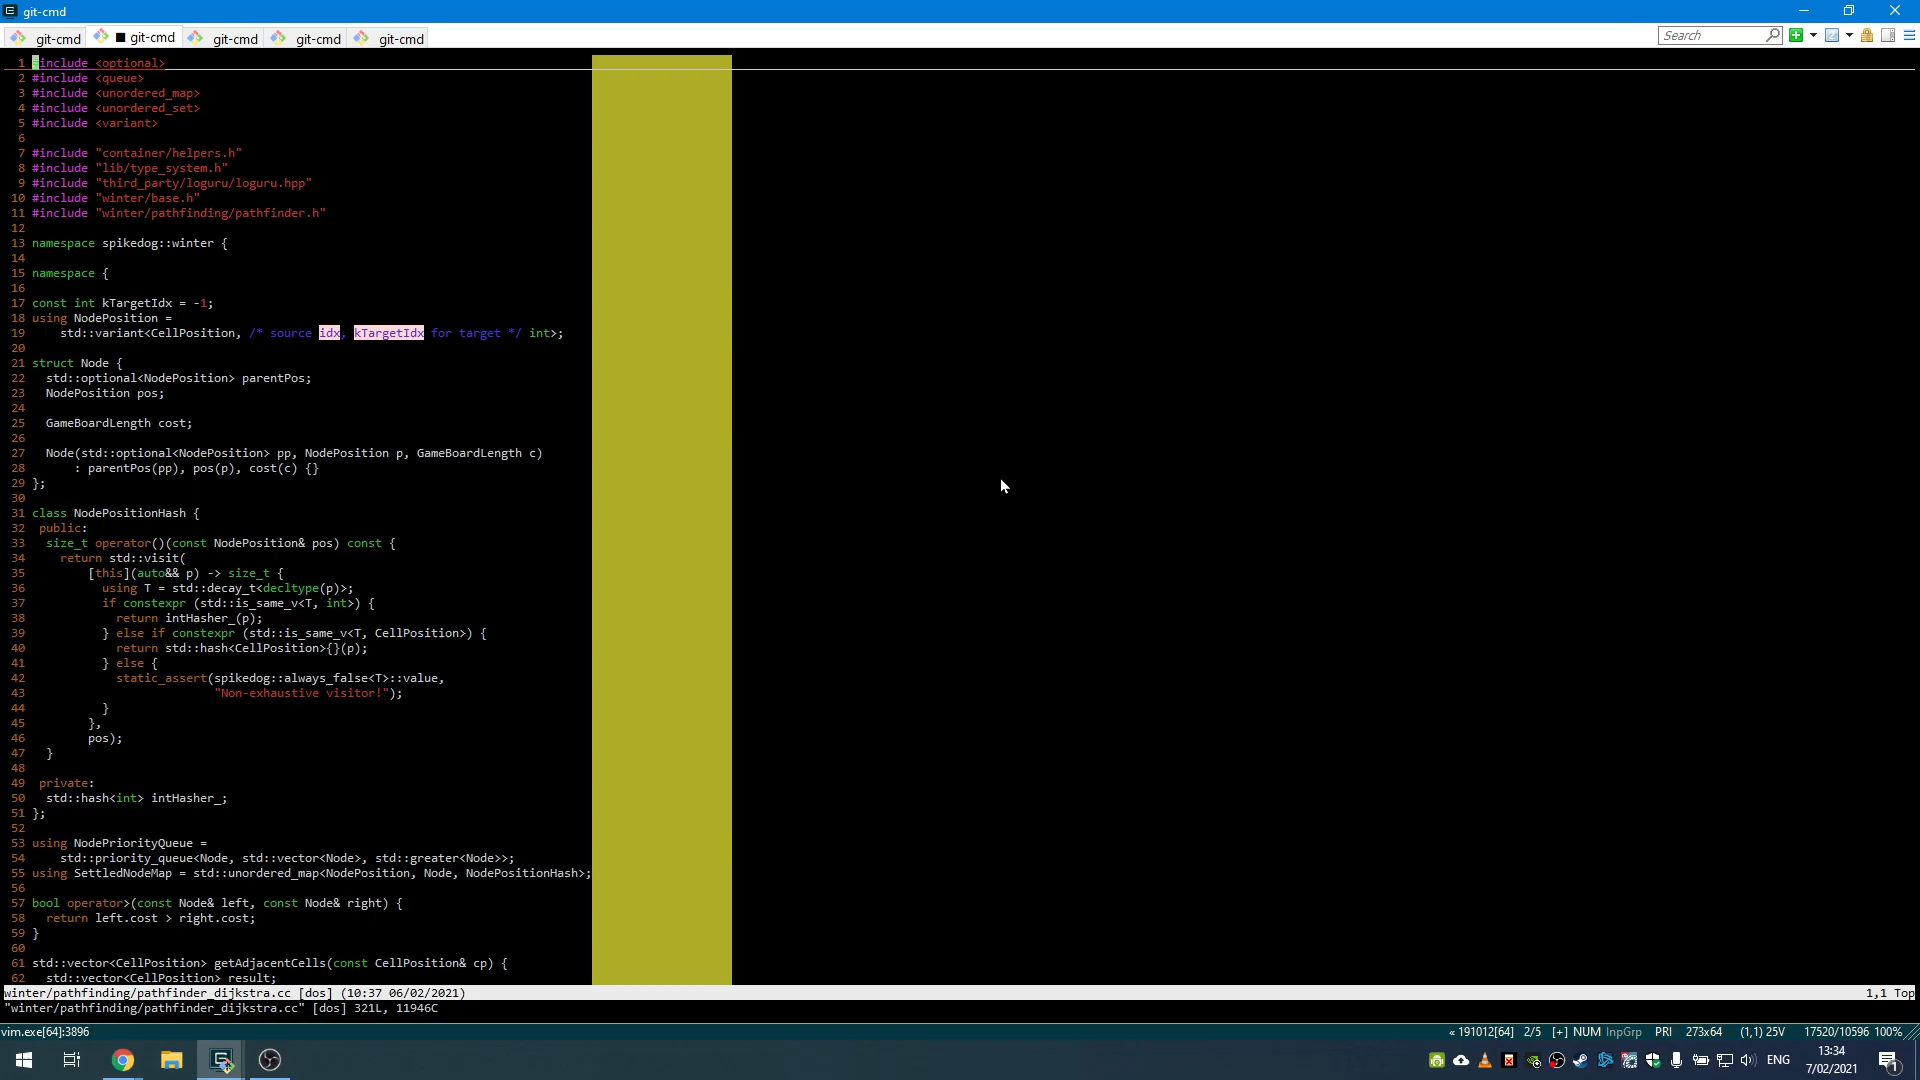 git-cmd
git-cmd
git-cmd
git-cmd
git-cmd
git-cmd
Search
1 #include <optional>
2 #include <queue>
3 #include <unordered_map>
4 #include <unordered_set>
5 #include <variant>
6
7 #include "container/helpers.h"
8 #include "lib/type_system.h"
9 #include "third_party/loguru/loguru.hpp"
10 #include "winter/base.h"
11 #include "winter/pathfinding/pathfinder.h"
12
13 namespace spikedog::winter {
14
15 namespace {
16
17 const int kTargetIdx = -1;
18 using NodePosition =
19     std::variant<CellPosition, /* source idx, kTargetIdx for target */ int>;
20
21 struct Node {
22   std::optional<NodePosition> parentPos;
23   NodePosition pos;
24
25   GameBoardLength cost;
26
27   Node(std::optional<NodePosition> pp, NodePosition p, GameBoardLength c)
28       : parentPos(pp), pos(p), cost(c) {}
29 };
30
31 class NodePositionHash {
32  public:
33   size_t operator()(const NodePosition& pos) const {
34     return std::visit(
35         [this](auto&& p) -> size_t {
36           using T = std::decay_t<decltype(p)>;
37           if constexpr (std::is_same_v<T, int>) {
38             return intHasher_(p);
39           } else if constexpr (std::is_same_v<T, CellPosition>) {
40             return std::hash<CellPosition>{}(p);
41           } else {
42             static_assert(spikedog::always_false<T>::value,
43                           "Non-exhaustive visitor!");
44           }
45         },
46         pos);
47   }
48
49  private:
50   std::hash<int> intHasher_;
51 };
52
53 using NodePriorityQueue =
54     std::priority_queue<Node, std::vector<Node>, std::greater<Node>>;
55 using SettledNodeMap = std::unordered_map<NodePosition, Node, NodePositionHash>;
56
57 bool operator>(const Node& left, const Node& right) {
58   return left.cost > right.cost;
59 }
60
61 std::vector<CellPosition> getAdjacentCells(const CellPosition& cp) {
62   std::vector<CellPosition> result;
winter/pathfinding/pathfinder_dijkstra.cc [dos] (10:37 06/02/2021) 1,1 Top
"winter/pathfinding/pathfinder_dijkstra.cc" [dos] 321L, 11946C
vim.exe[64]:3896 « 191012[64] 2/5 [+] NUM InpGrp PRI 273x64 (1,1) 25V 17520/10596 100%
ENG
13:34
7/02/2021
1